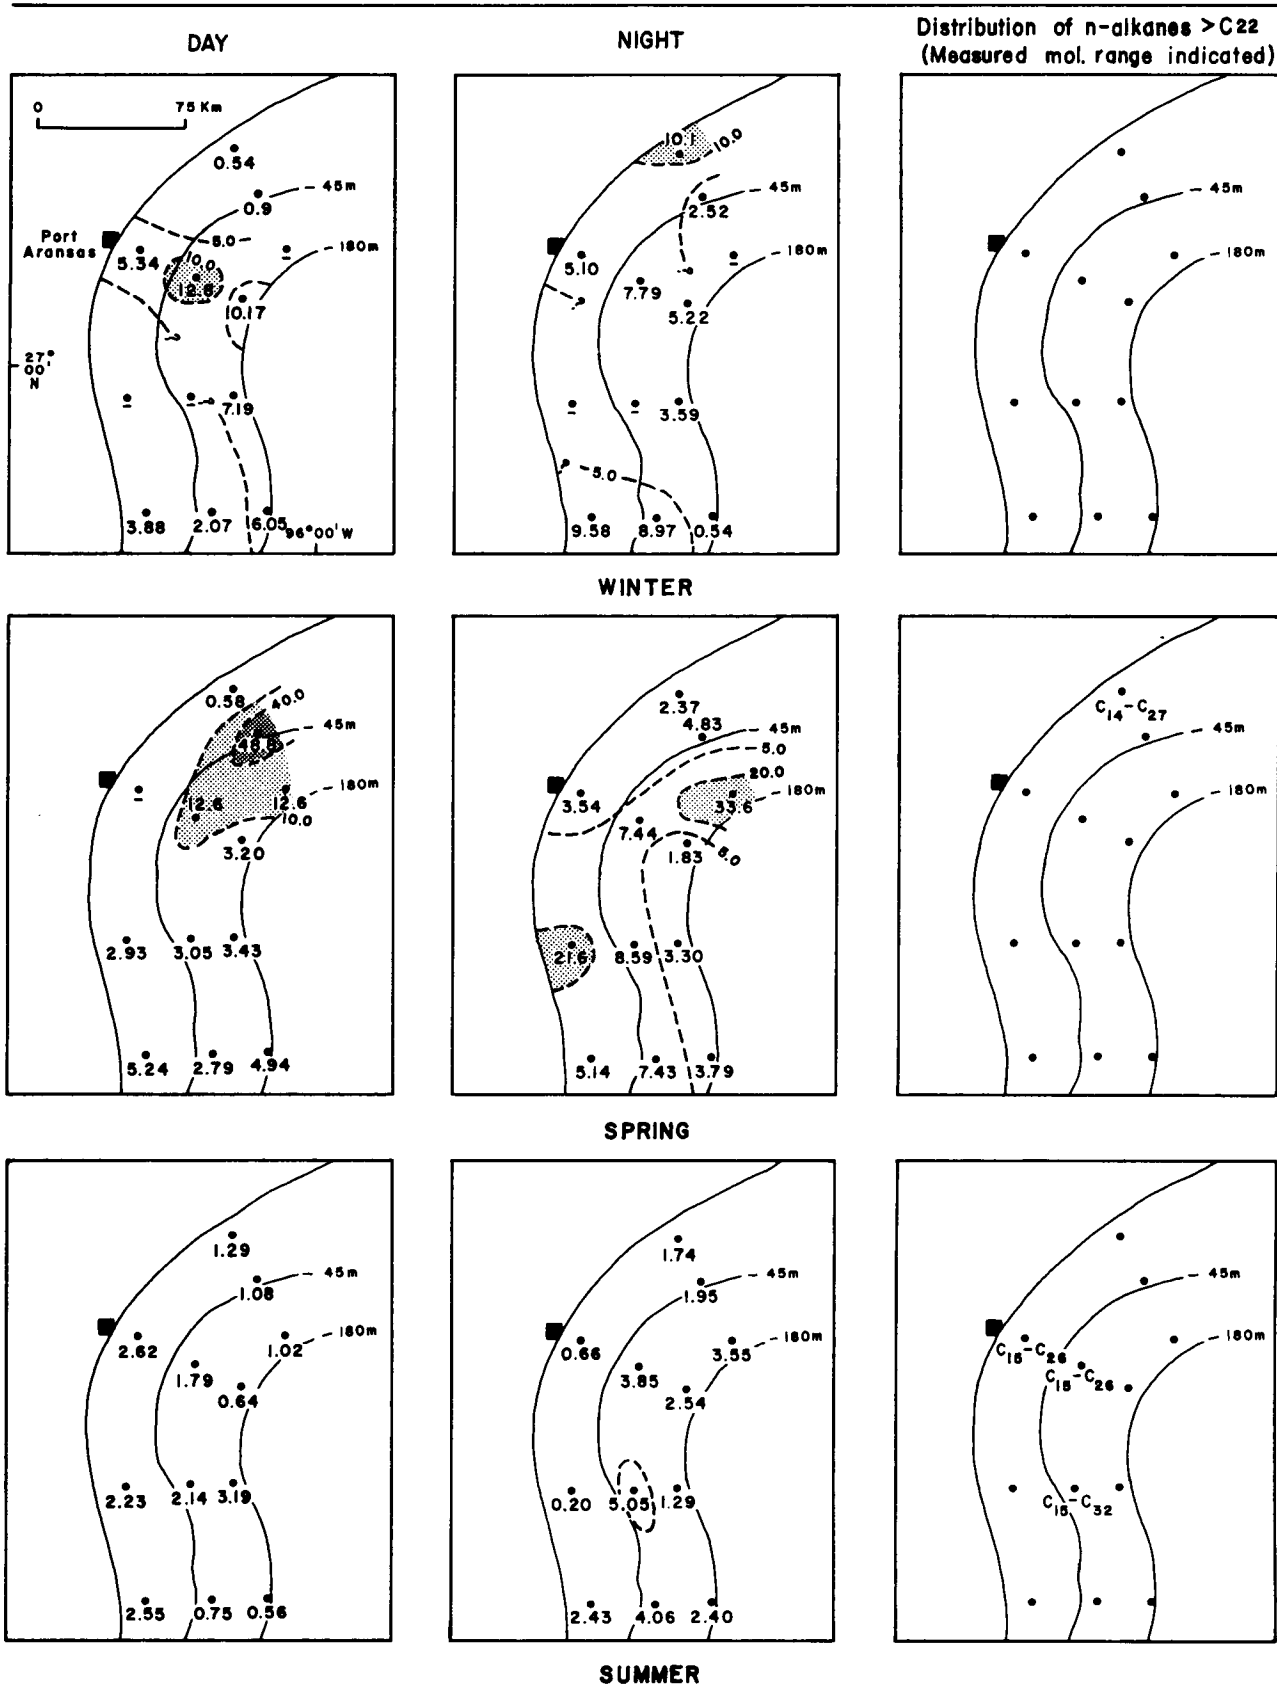 DAY
NIGHT
Distribution of n-alkanes >C22
(Measured mol. range indicated)
0 75 Km
0.54
- 45m
0.9
Port
Aransas
5.0
- 180m
5.34
10.0
12.6
10.17
27°
00'
N
7.19
3.88
2.07
6.05
96°00'W
10.1
10.0
- 45m
2.52
- 180m
5.10
7.79
5.22
3.59
5.0
9.58
8.97
0.54
- 45m
- 180m
WINTER
0.58
40.0
- 45m
48.8
- 180m
12.6
12.6
10.0
3.20
2.93
3.05
3.43
5.24
2.79
4.94
2.37
4.83
- 45m
5.0
20.0
- 180m
3.54
33.6
7.44
1.83
5.0
21.6
8.59
3.30
5.14
7.43
3.79
C14-C27
- 45m
- 180m
SPRING
1.29
- 45m
1.08
- 180m
2.62
1.02
1.79
0.64
2.23
2.14
3.19
2.55
0.75
0.56
1.74
- 45m
1.95
- 180m
0.66
3.55
3.85
2.54
0.20
5.05
1.29
2.43
4.06
2.40
- 45m
- 180m
C15-C26
C15-C26
C15-C32
SUMMER